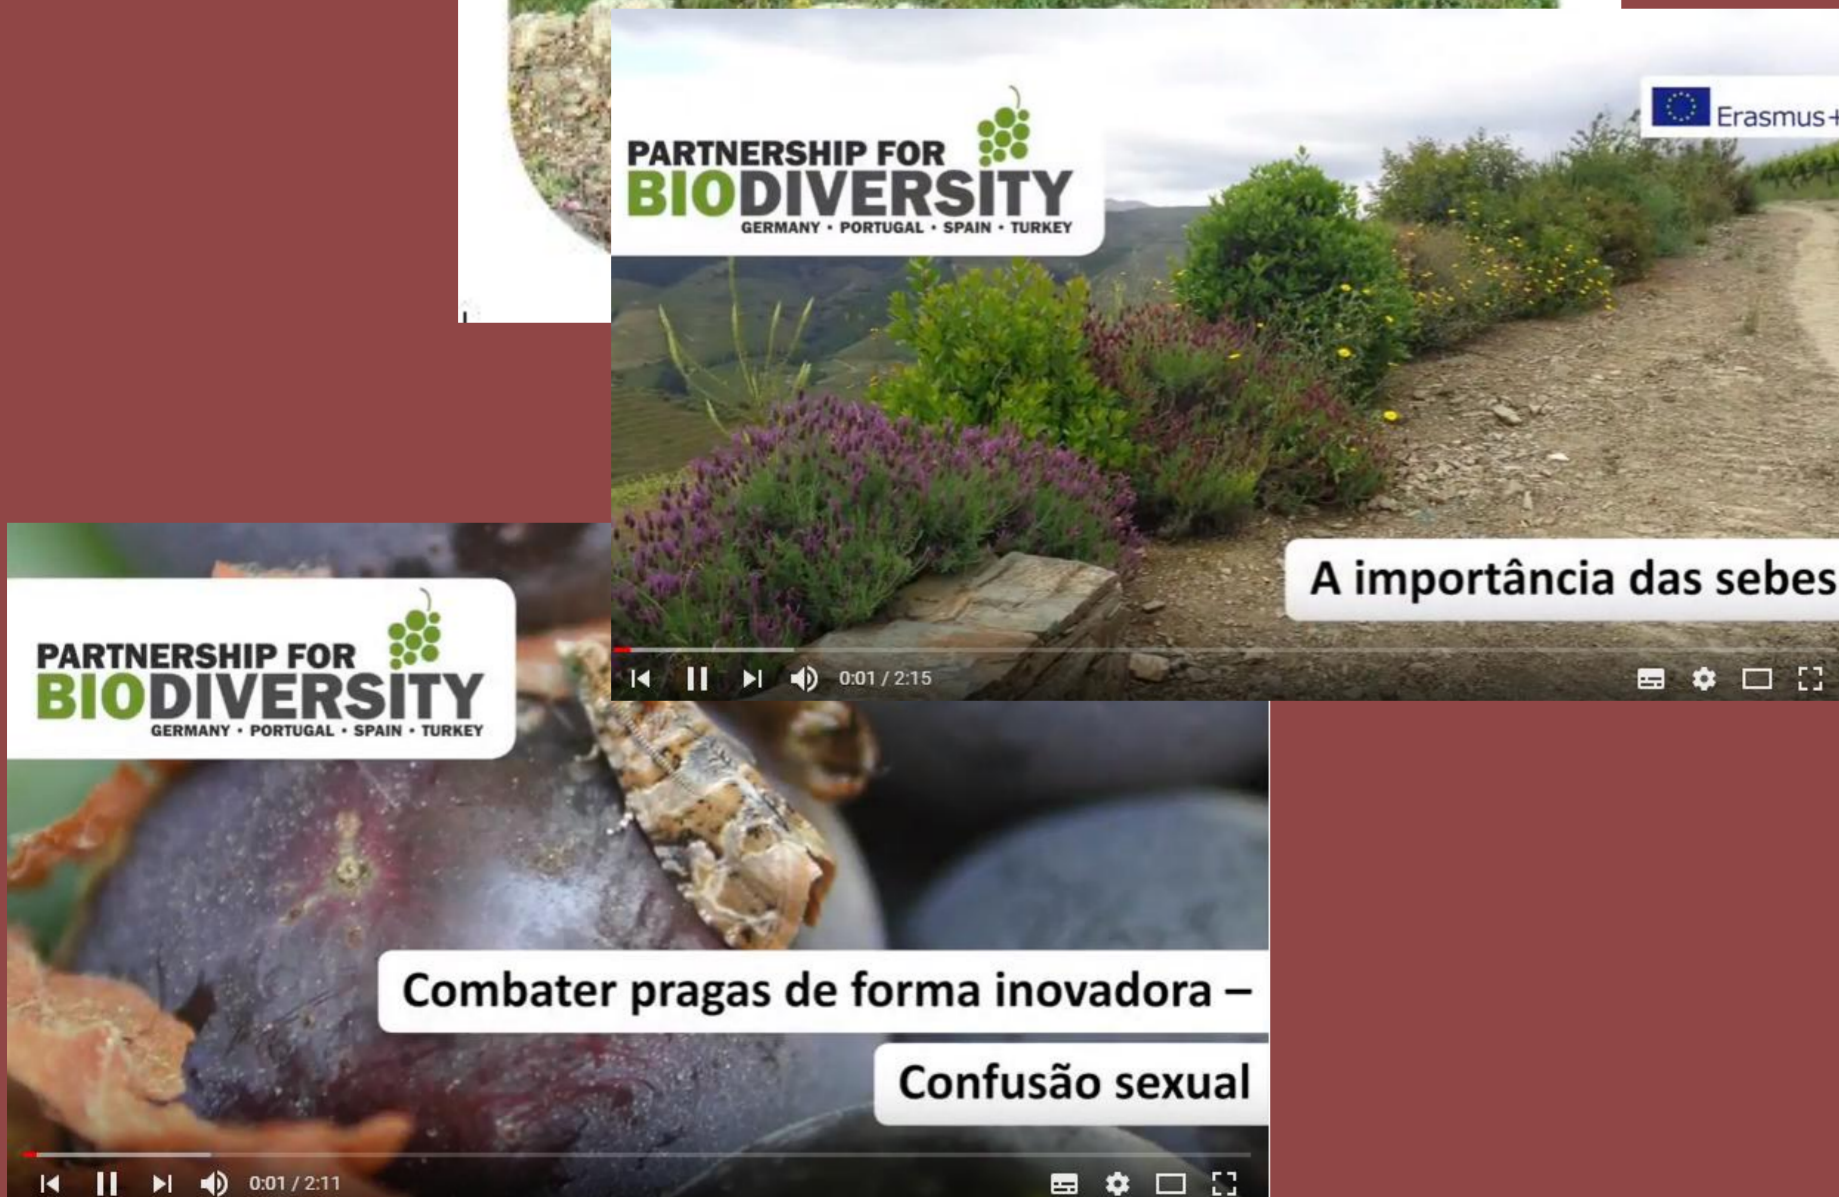 PARTNERSHIP FOR
BIODIVERSITY
GERMANY • PORTUGAL • SPAIN • TURKEY
Erasmus+
A importância das sebes
0:01 / 2:15
PARTNERSHIP FOR
BIODIVERSITY
GERMANY • PORTUGAL • SPAIN • TURKEY
Combater pragas de forma inovadora –
Confusão sexual
0:01 / 2:11